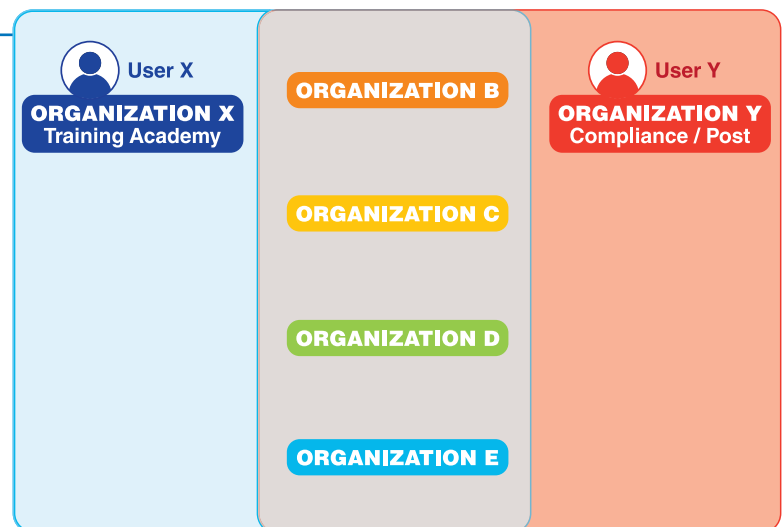 User X
ORGANIZATION X
Training Academy
ORGANIZATION B
ORGANIZATION C
ORGANIZATION D
ORGANIZATION E
User Y
ORGANIZATION Y
Compliance / Post